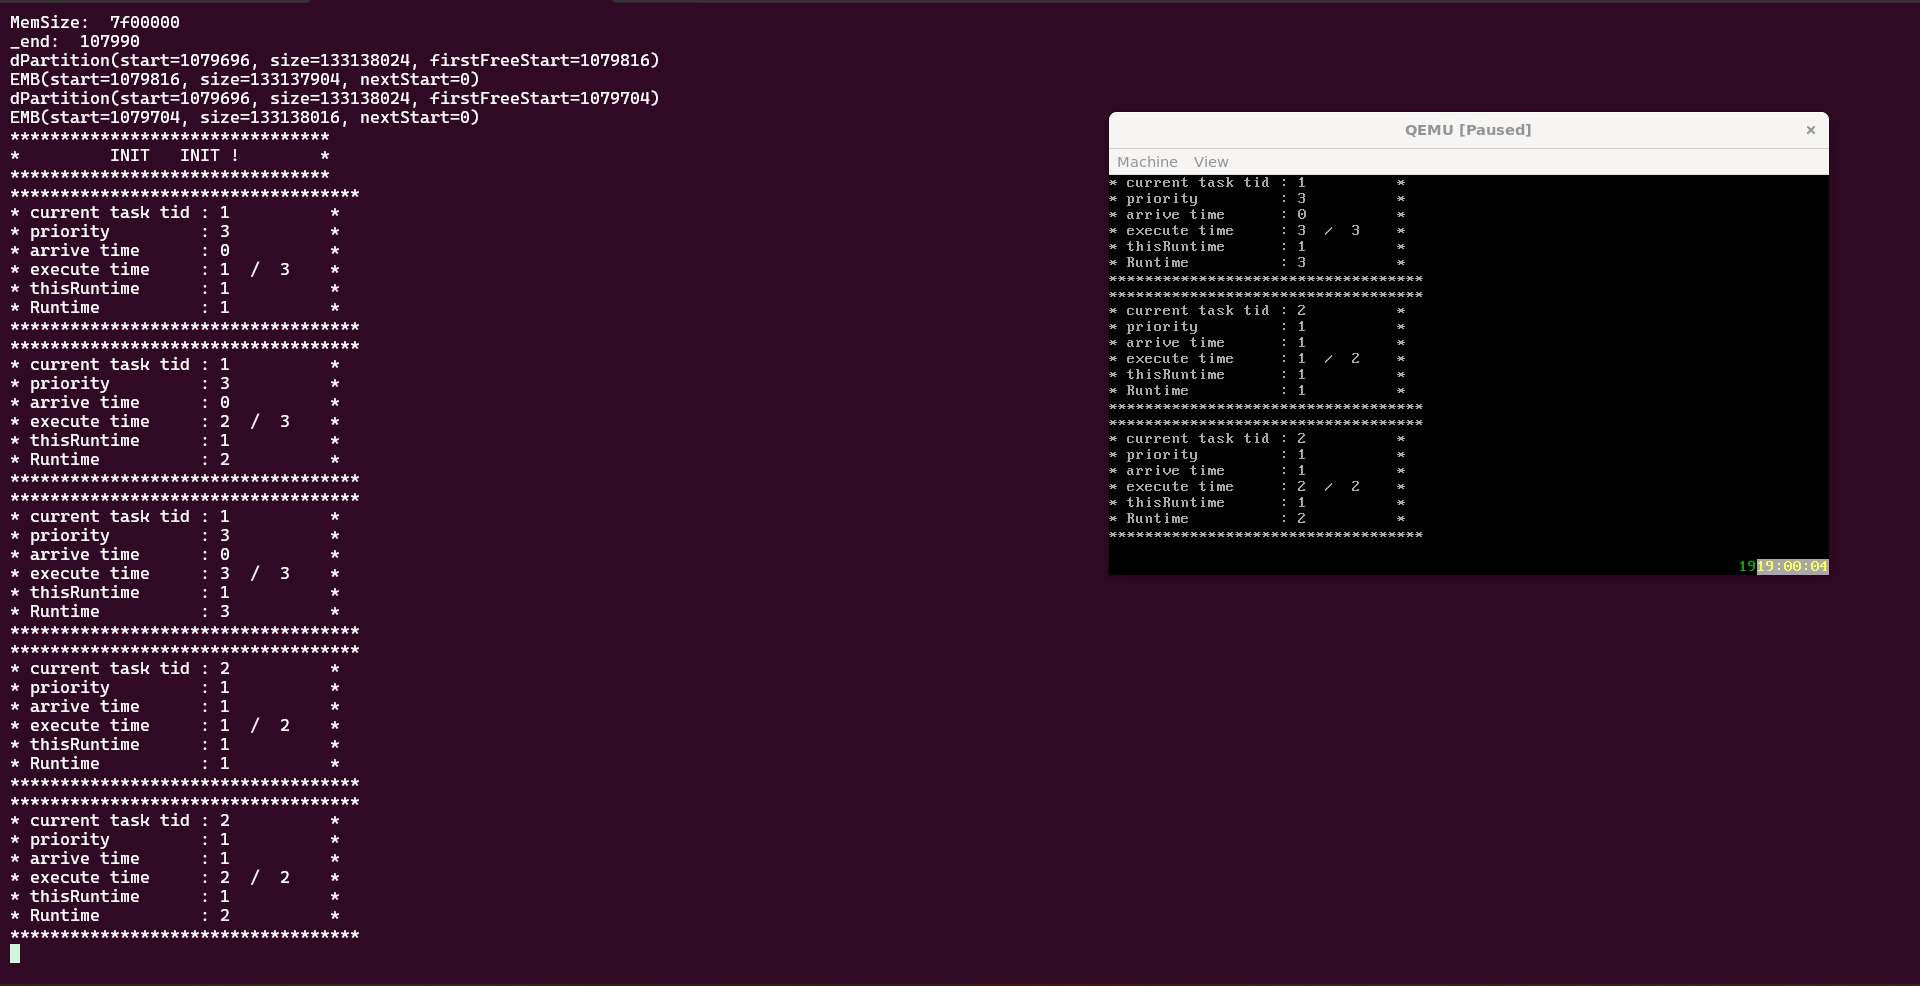 MemSize:  7f00000
_end:  107990
dPartition(start=1079696, size=133138024, firstFreeStart=1079816)
EMB(start=1079816, size=133137904, nextStart=0)
dPartition(start=1079696, size=133138024, firstFreeStart=1079704)
EMB(start=1079704, size=133138016, nextStart=0)
********************************
*         INIT   INIT !        *
********************************
***********************************
* current task tid : 1          *
* priority         : 3          *
* arrive time      : 0          *
* execute time     : 1  /  3    *
* thisRuntime      : 1          *
* Runtime          : 1          *
***********************************
***********************************
* current task tid : 1          *
* priority         : 3          *
* arrive time      : 0          *
* execute time     : 2  /  3    *
* thisRuntime      : 1          *
* Runtime          : 2          *
***********************************
***********************************
* current task tid : 1          *
* priority         : 3          *
* arrive time      : 0          *
* execute time     : 3  /  3    *
* thisRuntime      : 1          *
* Runtime          : 3          *
***********************************
***********************************
* current task tid : 2          *
* priority         : 1          *
* arrive time      : 1          *
* execute time     : 1  /  2    *
* thisRuntime      : 1          *
* Runtime          : 1          *
***********************************
***********************************
* current task tid : 2          *
* priority         : 1          *
* arrive time      : 1          *
* execute time     : 2  /  2    *
* thisRuntime      : 1          *
* Runtime          : 2          *
***********************************
QEMU [Paused] ×
Machine View
* current task tid : 1          *
* priority         : 3          *
* arrive time      : 0          *
* execute time     : 3  /  3    *
* thisRuntime      : 1          *
* Runtime          : 3          *
***********************************
***********************************
* current task tid : 2          *
* priority         : 1          *
* arrive time      : 1          *
* execute time     : 1  /  2    *
* thisRuntime      : 1          *
* Runtime          : 1          *
***********************************
***********************************
* current task tid : 2          *
* priority         : 1          *
* arrive time      : 1          *
* execute time     : 2  /  2    *
* thisRuntime      : 1          *
* Runtime          : 2          *
***********************************
1919:00:04